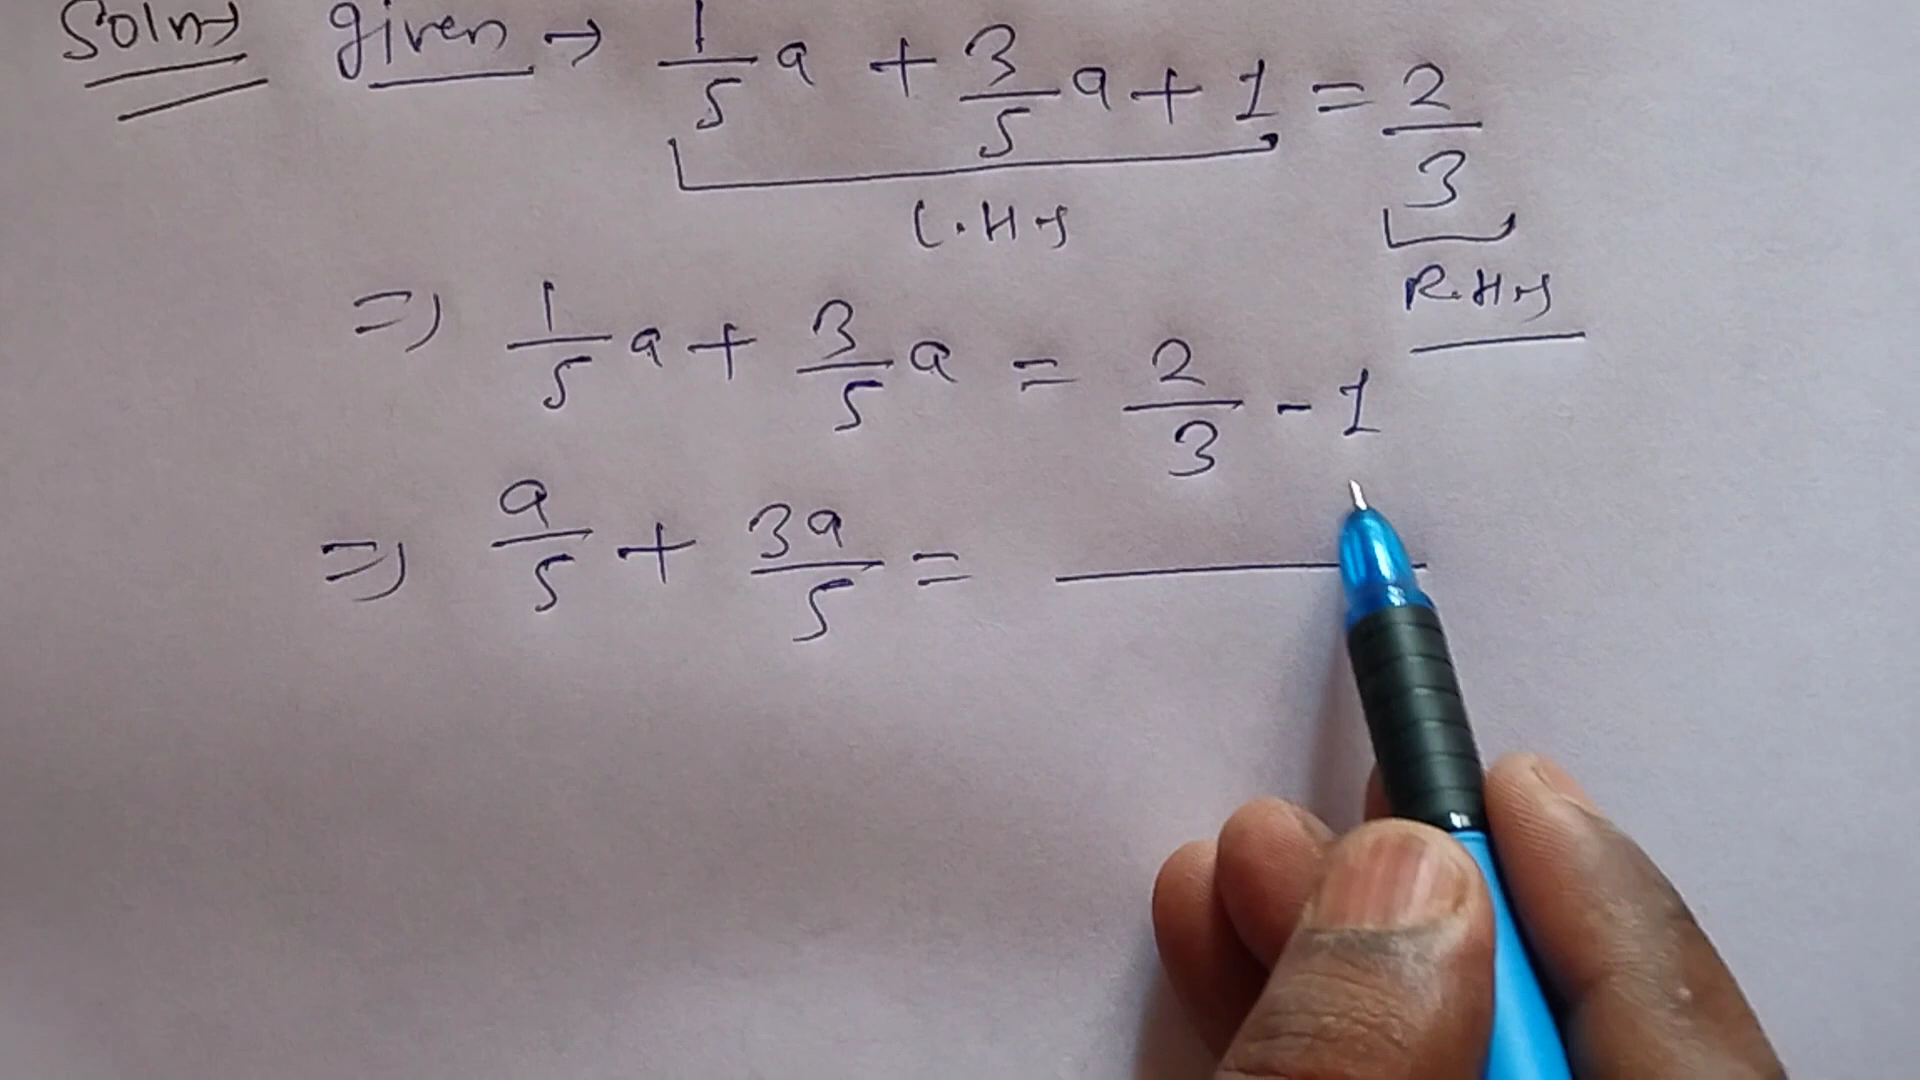 Soln→ given → 1/5 a + 3/5 a + 1 = 2/3
L.H.S
R.H.S
=> 1/5 a + 3/5 a = 2/3 - 1
=> a/5 + 3a/5 =